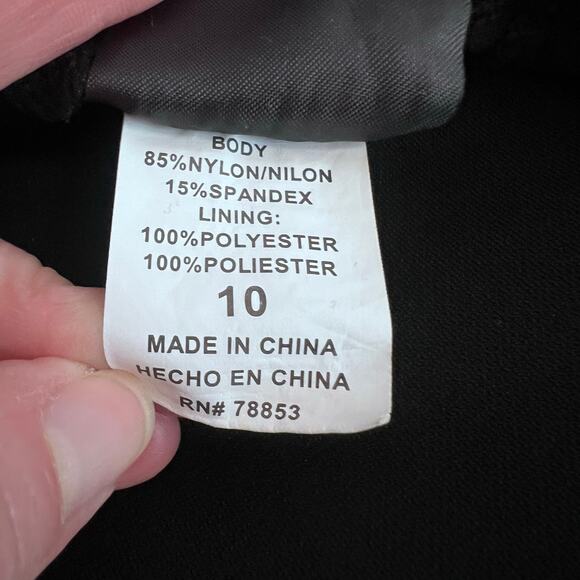 BODY
85%NYLON/NILON
15%SPANDEX
LINING:
100%POLYESTER
100%POLIESTER
10
MADE IN CHINA
HECHO EN CHINA
RN# 78853